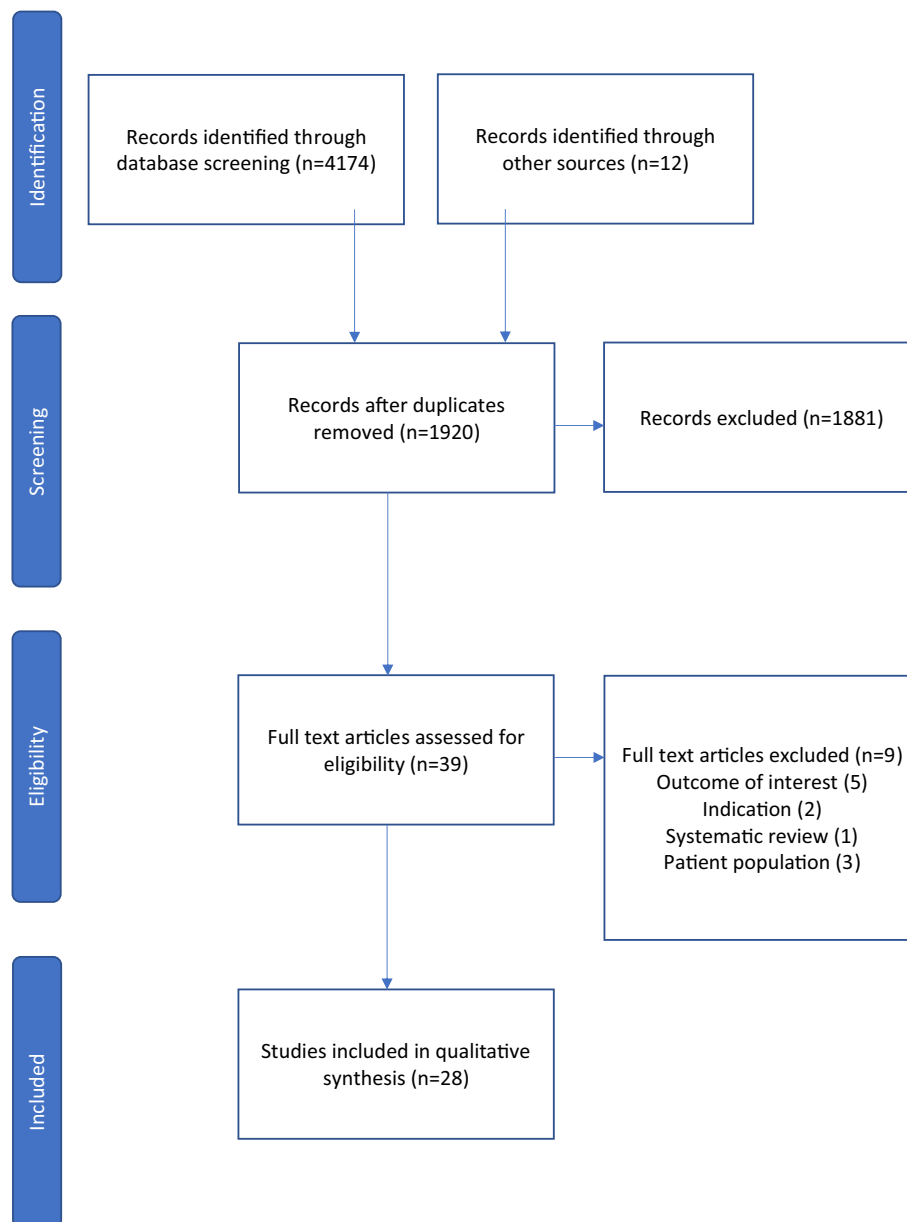 Identification
Records identified through
database screening (n=4174)
Records identified through
other sources (n=12)
Screening
Records after duplicates
removed (n=1920)
Records excluded (n=1881)
Eligibility
Full text articles assessed for
eligibility (n=39)
Full text articles excluded (n=9)
Outcome of interest (5)
Indication (2)
Systematic review (1)
Patient population (3)
Included
Studies included in qualitative
synthesis (n=28)